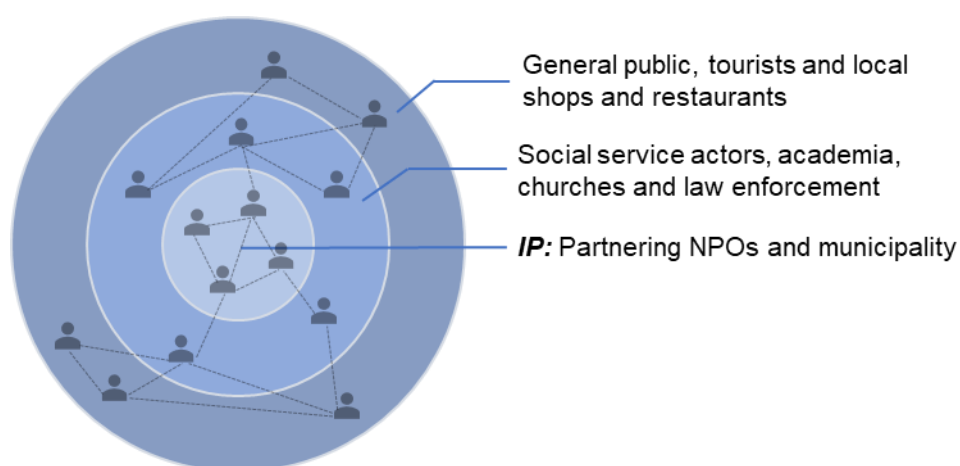 General public, tourists and local
shops and restaurants
Social service actors, academia,
churches and law enforcement
IP: Partnering NPOs and municipality